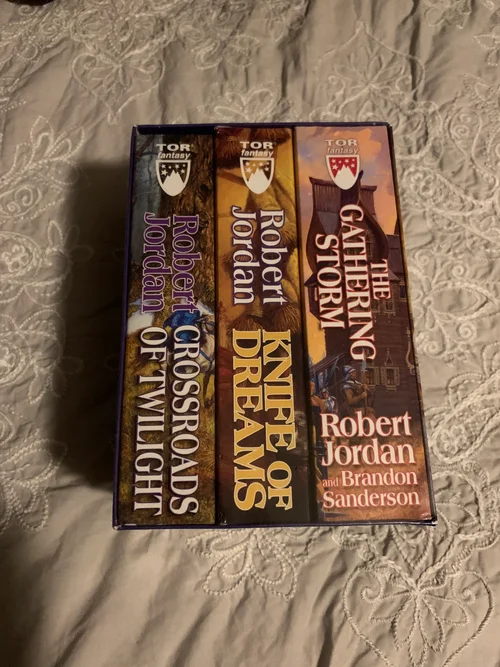 TOR
fantasy
Robert
Jordan
CROSSROADS
OF TWILIGHT
TOR
fantasy
Robert
Jordan
KNIFE OF
DREAMS
TOR
fantasy
THE
GATHERING
STORM
Robert
Jordan
and Brandon
Sanderson